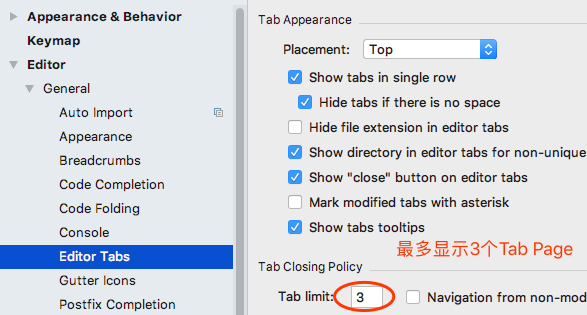 Appearance & Behavior
Keymap
Editor
General
Auto Import
Appearance
Breadcrumbs
Code Completion
Code Folding
Console
Editor Tabs
Gutter Icons
Postfix Completion
Tab Appearance
Placement: Top
Show tabs in single row
Hide tabs if there is no space
Hide file extension in editor tabs
Show directory in editor tabs for non-unique
Show "close" button on editor tabs
Mark modified tabs with asterisk
Show tabs tooltips
最多显示3个Tab Page
Tab Closing Policy
Tab limit: 3 Navigation from non-mod